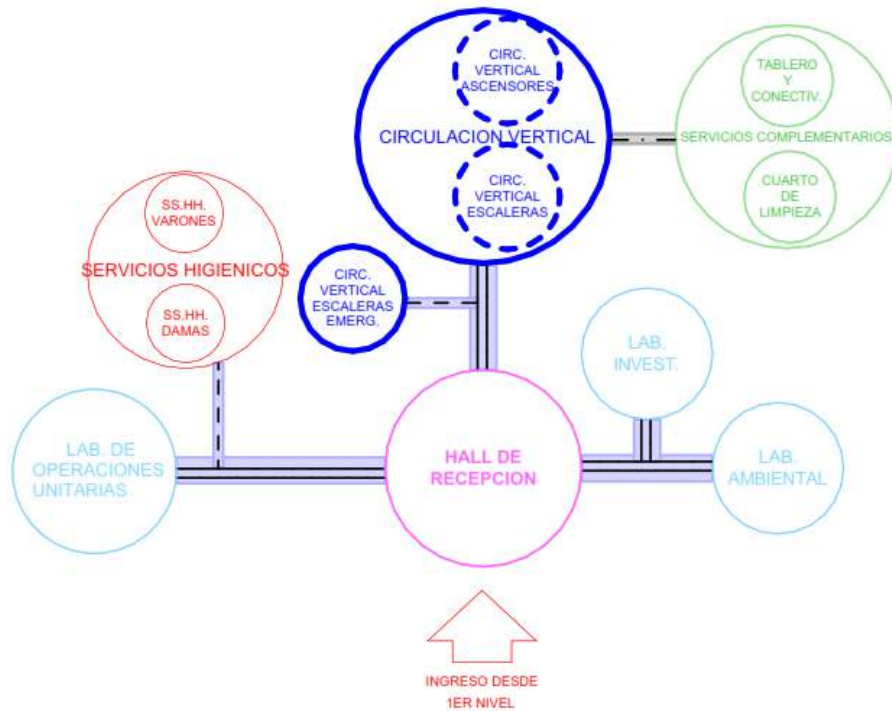 CIRC.
VERTICAL
ASCENSORES
CIRCULACION VERTICAL
CIRC.
VERTICAL
ESCALERAS
TABLERO
Y
CONECTIV.
SERVICIOS COMPLEMENTARIOS
CUARTO
DE
LIMPIEZA
SS.HH.
VARONES
SERVICIOS HIGIENICOS
SS.HH.
DAMAS
CIRC.
VERTICAL
ESCALERAS
EMERG.
LAB.
INVEST.
LAB. DE
OPERACIONES
UNITARIAS
HALL DE
RECEPCION
LAB.
AMBIENTAL
INGRESO DESDE
1ER NIVEL